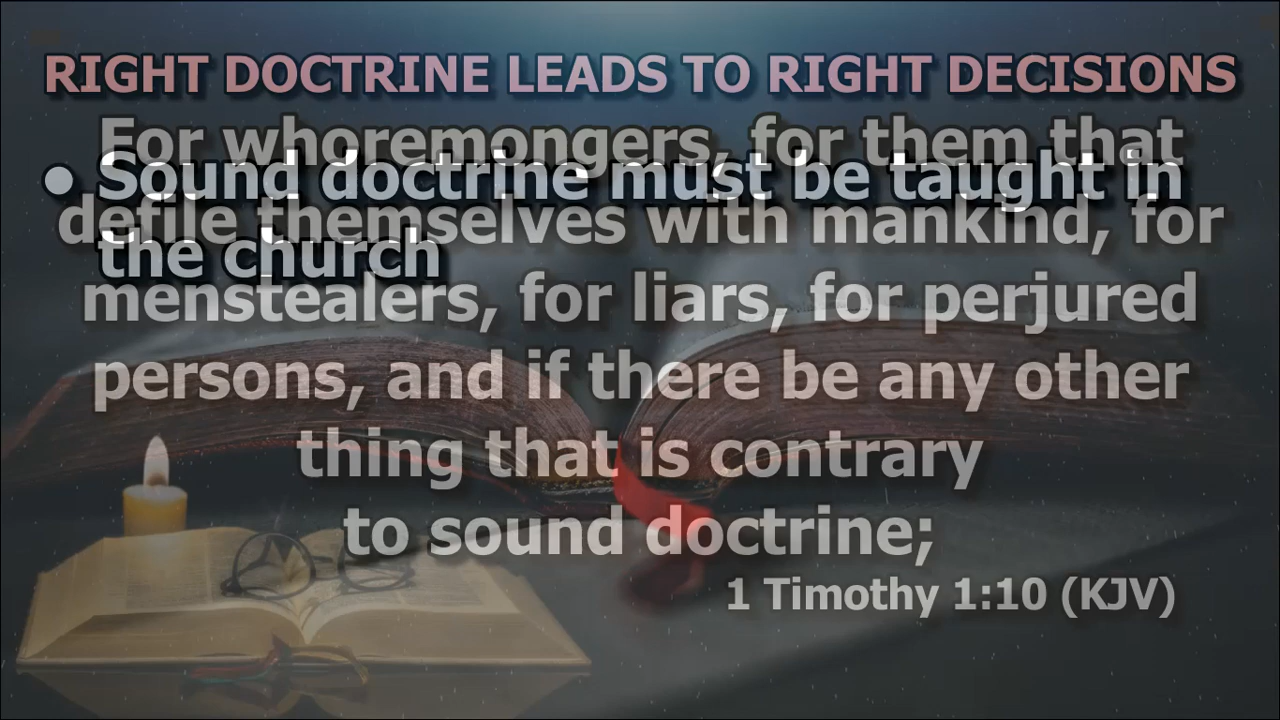 RIGHT DOCTRINE LEADS TO RIGHT DECISIONS
For whoremongers, for them that
• Sound doctrine must be taught in
defile themselves with mankind, for
the church
menstealers, for liars, for perjured
persons, and if there be any other
thing that is contrary
to sound doctrine;
1 Timothy 1:10 (KJV)